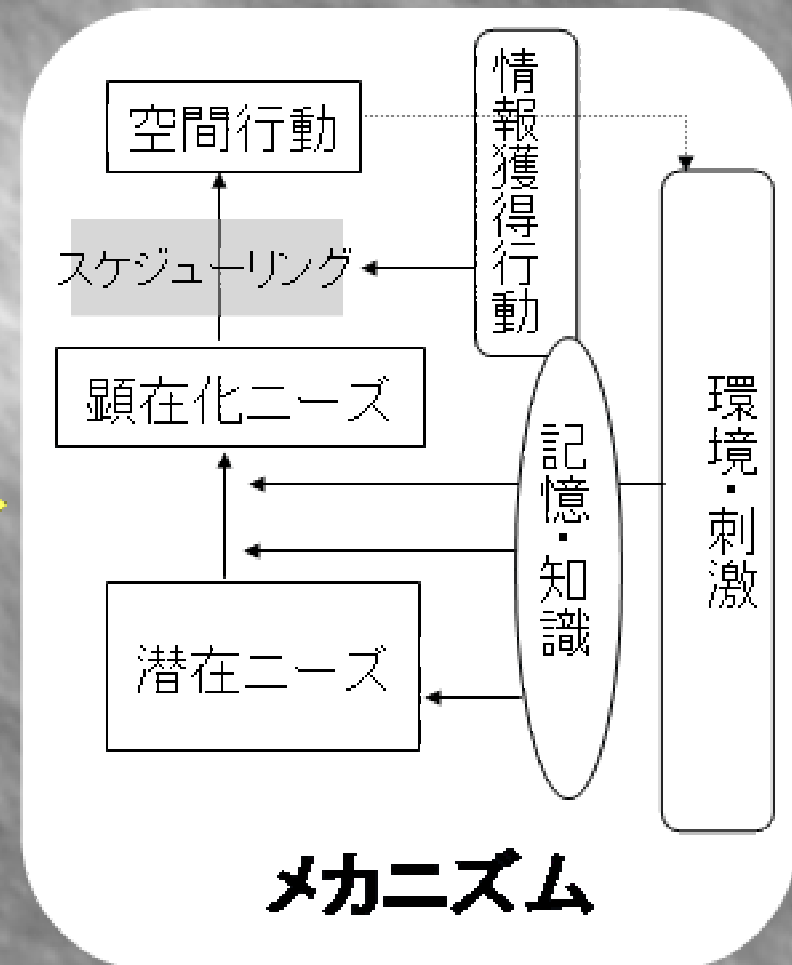 空間行動
情報獲得行動
スケジューリング
顕在化ニーズ
記憶・知識
環境・刺激
潜在ニーズ
メカニズム